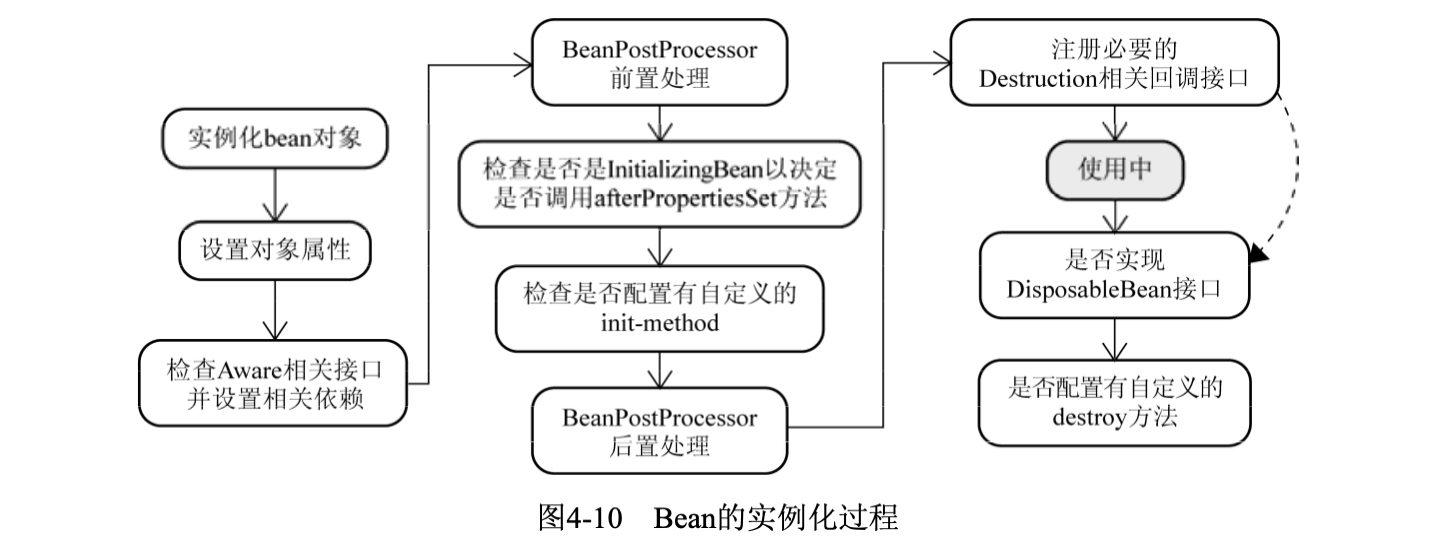 实例化bean对象
设置对象属性
检查Aware相关接口
并设置相关依赖
BeanPostProcessor
前置处理
检查是否是InitializingBean以决定
是否调用afterPropertiesSet方法
检查是否配置有自定义的
init-method
BeanPostProcessor
后置处理
注册必要的
Destruction相关回调接口
使用中
是否实现
DisposableBean接口
是否配置有自定义的
destroy方法
图4-10 Bean的实例化过程